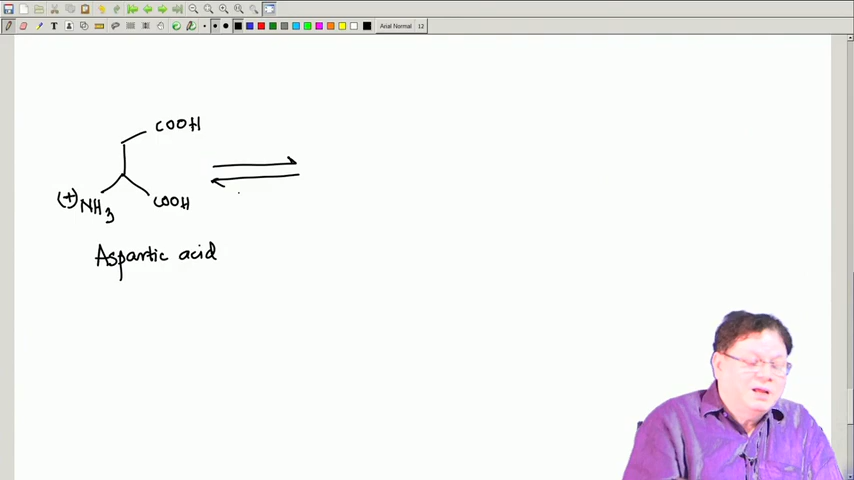 Arial Normal 12
COOH
(+) NH3 COOH
Aspartic acid